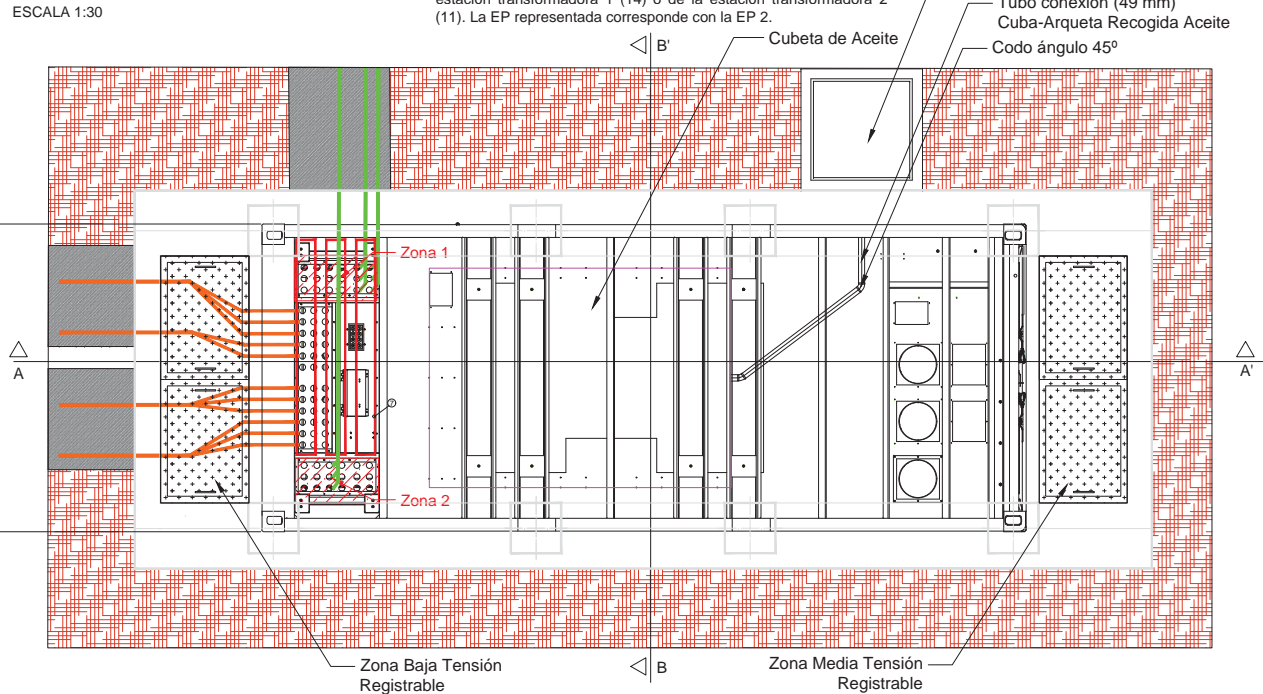 ESCALA 1:30
estación transformadora 1 (14) o de la estación transformadora 2
(11). La EP representada corresponde con la EP 2.
Tubo conexión (49 mm)
Cuba-Arqueta Recogida Aceite
Codo ángulo 45º
Cubeta de Aceite
B'
Zona 1
A
A'
7
Zona 2
Zona Baja Tensión
Registrable
B
Zona Media Tensión
Registrable